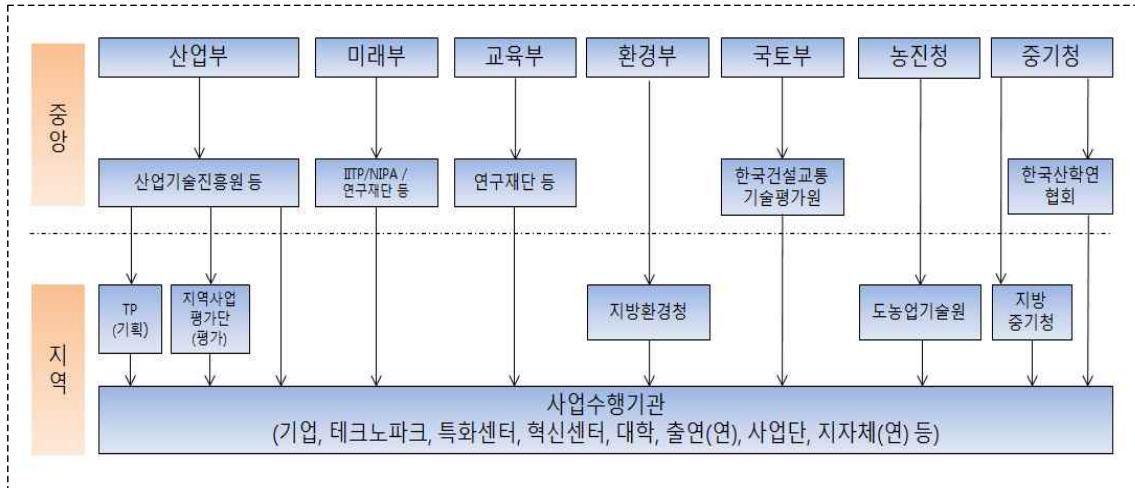 중앙
산업부
미래부
교육부
환경부
국토부
농진청
중기청
산업기술진흥원 등
IITP/NIPA /
연구재단 등
연구재단 등
한국건설교통
기술평가원
한국산학연
협회
지역
TP
(기획)
지역사업
평가단
(평가)
지방환경청
도농업기술원
지방
중기청
사업수행기관
(기업, 테크노파크, 특화센터, 혁신센터, 대학, 출연(연), 사업단, 지자체(연) 등)